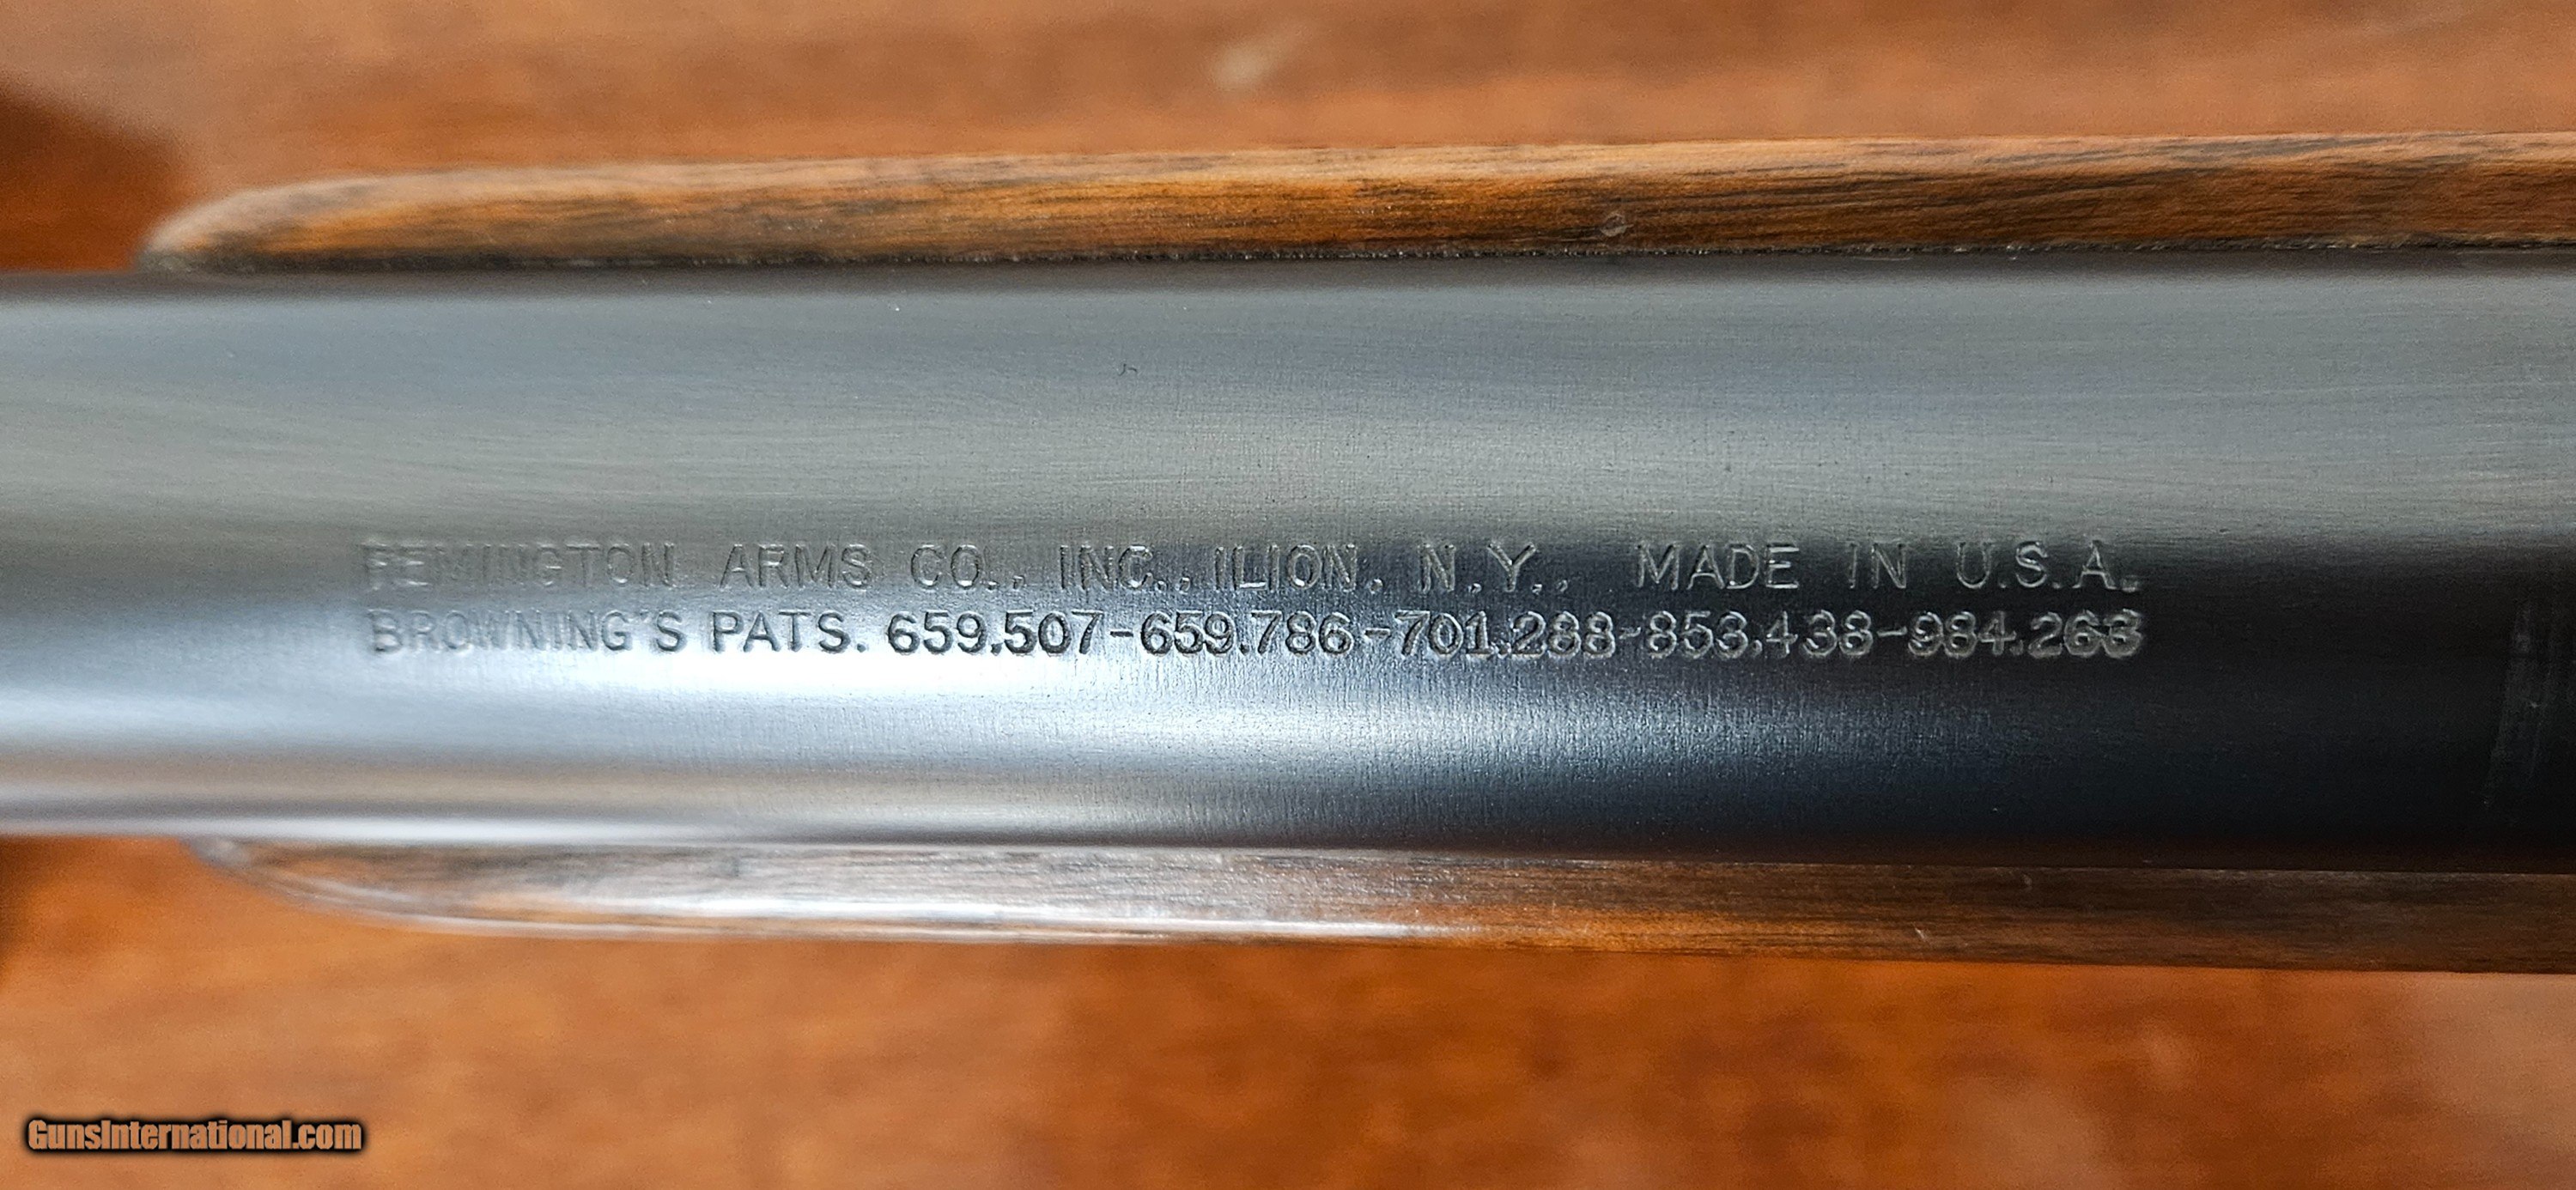 REMINGTON ARMS CO., INC., ILION, N.Y., MADE IN U.S.A.
BROWNING'S PATS. 659.507-659.786-701.288-853.438-984.263
GunsInternational.com